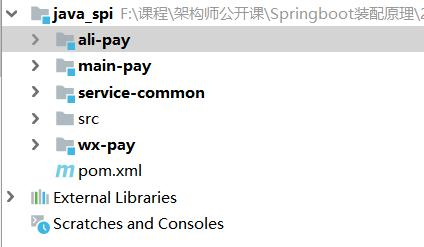 java_spi F:\课程\架构师公开课\Springboot装配原理\2
ali-pay
main-pay
service-common
src
wx-pay
pom.xml
External Libraries
Scratches and Consoles